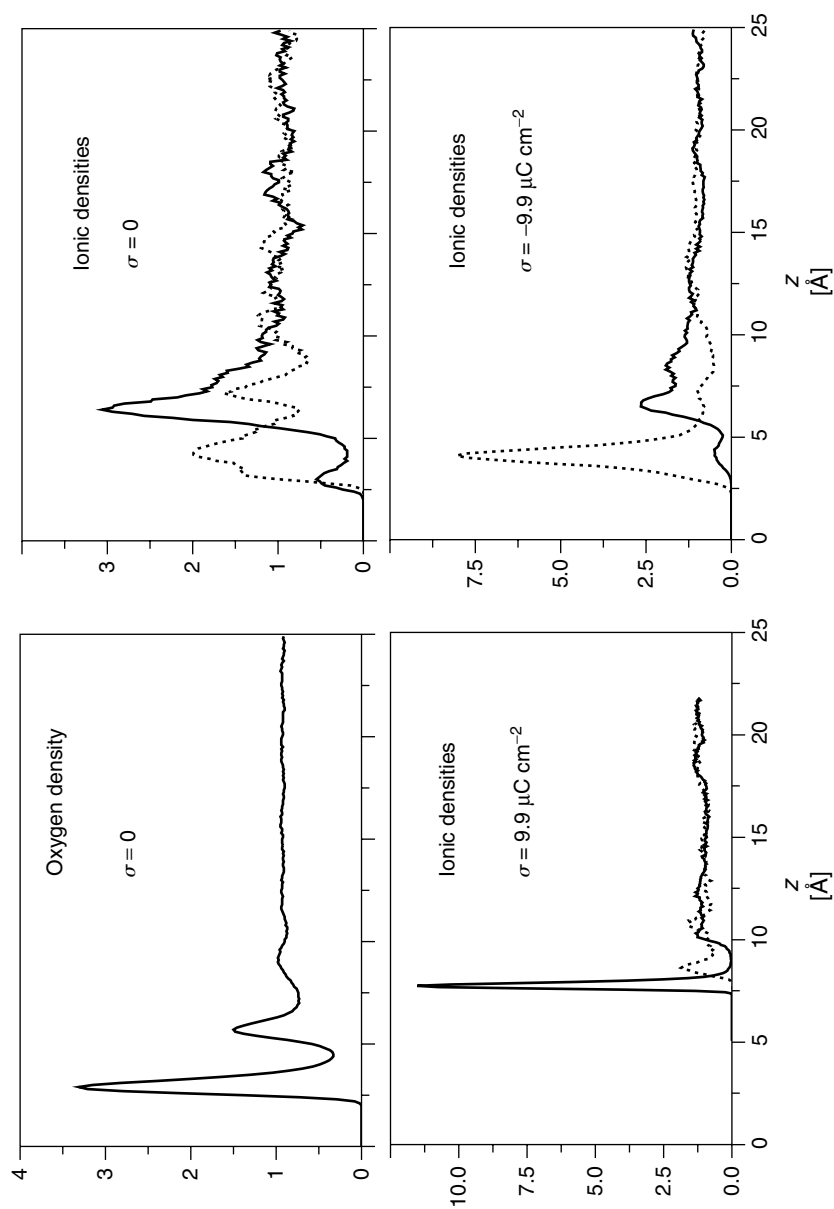 Oxygen density
σ = 0
4
3
2
1
0
Ionic densities
σ = 0
3
2
1
0
Ionic densities
σ = 9.9 μC cm⁻²
10.0
7.5
5.0
2.5
0.0
0 5 10 15 20 25
z
[Å]
Ionic densities
σ = −9.9 μC cm⁻²
7.5
5.0
2.5
0.0
0 5 10 15 20 25
z
[Å]